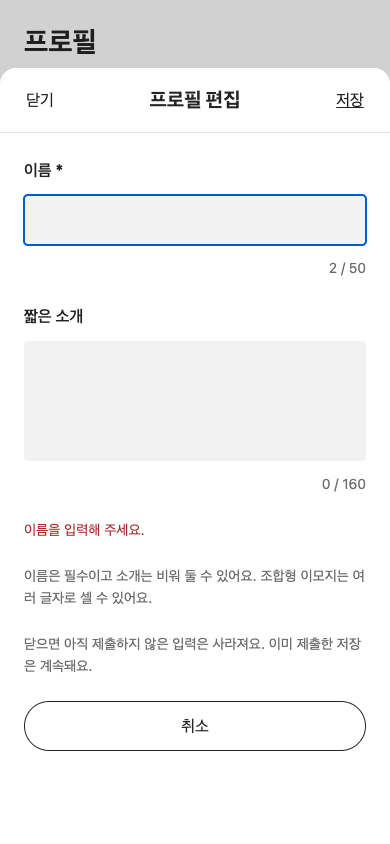 프로필
닫기
프로필 편집
저장
이름 *
2 / 50
짧은 소개
0 / 160
이름을 입력해 주세요.
이름은 필수이고 소개는 비워 둘 수 있어요. 조합형 이모지는 여
러 글자로 셀 수 있어요.
닫으면 아직 제출하지 않은 입력은 사라져요. 이미 제출한 저장
은 계속돼요.
취소